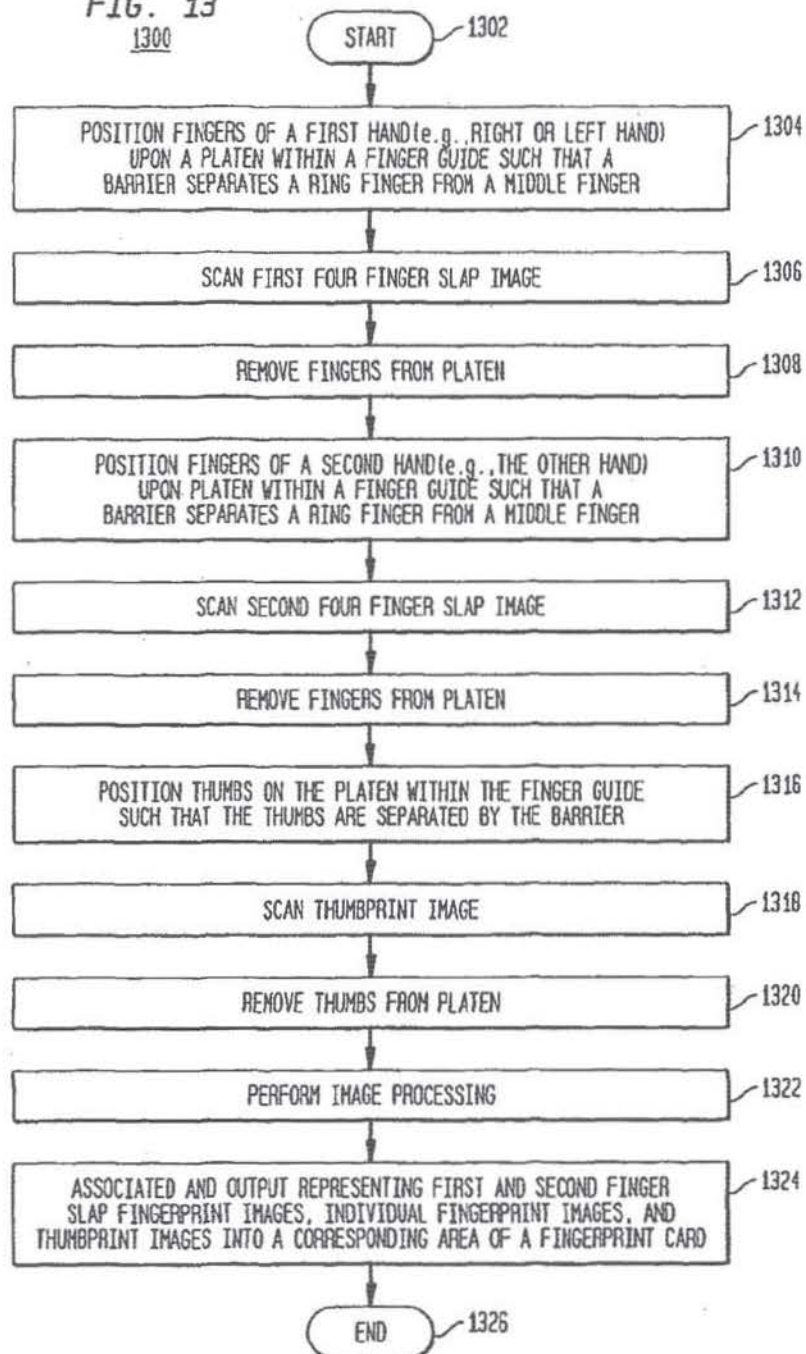 FIG. 13
1300
START
1302
POSITION FINGERS OF A FIRST HAND(e.g.,RIGHT OR LEFT HAND)
UPON A PLATEN WITHIN A FINGER GUIDE SUCH THAT A
BARRIER SEPARATES A RING FINGER FROM A MIDDLE FINGER
1304
SCAN FIRST FOUR FINGER SLAP IMAGE
1306
REMOVE FINGERS FROM PLATEN
1308
POSITION FINGERS OF A SECOND HAND(e.g.,THE OTHER HAND)
UPON PLATEN WITHIN A FINGER GUIDE SUCH THAT A
BARRIER SEPARATES A RING FINGER FROM A MIDDLE FINGER
1310
SCAN SECOND FOUR FINGER SLAP IMAGE
1312
REMOVE FINGERS FROM PLATEN
1314
POSITION THUMBS ON THE PLATEN WITHIN THE FINGER GUIDE
SUCH THAT THE THUMBS ARE SEPARATED BY THE BARRIER
1316
SCAN THUMBPRINT IMAGE
1318
REMOVE THUMBS FROM PLATEN
1320
PERFORM IMAGE PROCESSING
1322
ASSOCIATED AND OUTPUT REPRESENTING FIRST AND SECOND FINGER
SLAP FINGERPRINT IMAGES, INDIVIDUAL FINGERPRINT IMAGES, AND
THUMBPRINT IMAGES INTO A CORRESPONDING AREA OF A FINGERPRINT CARD
1324
END
1326